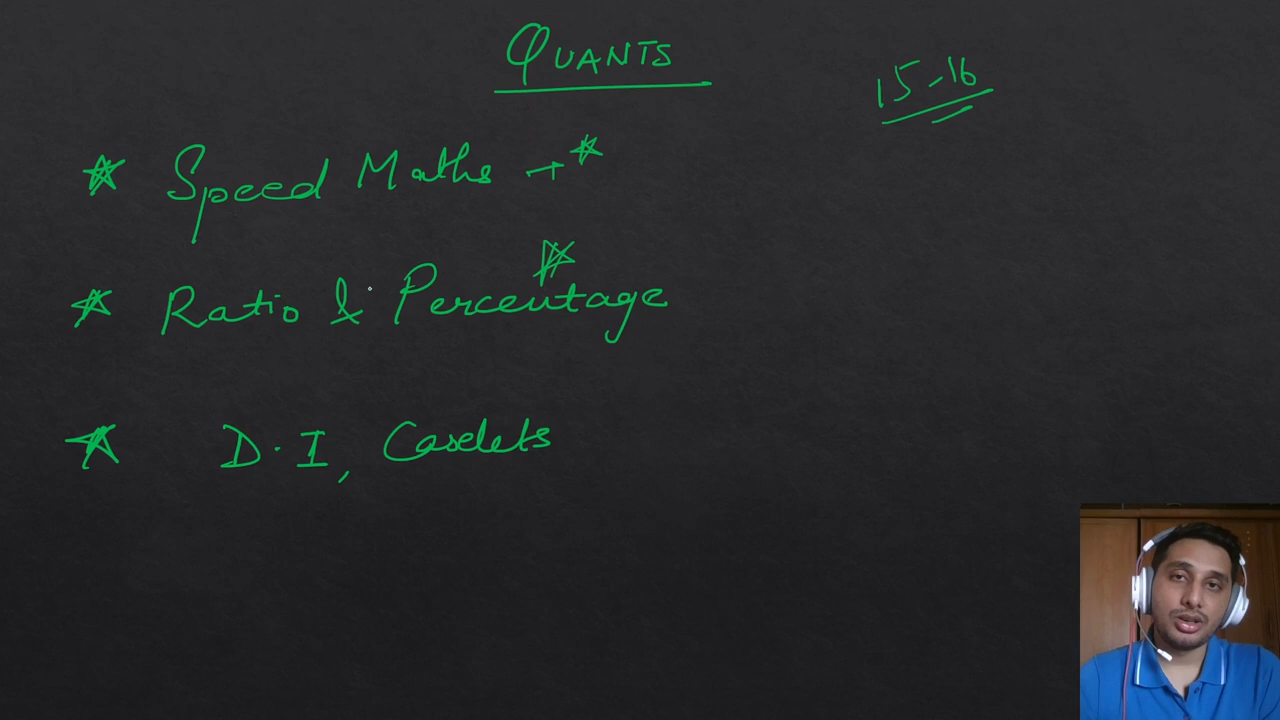 QUANTS
15-16
Speed Maths →
Ratio & Percentage
D.I, Caselets